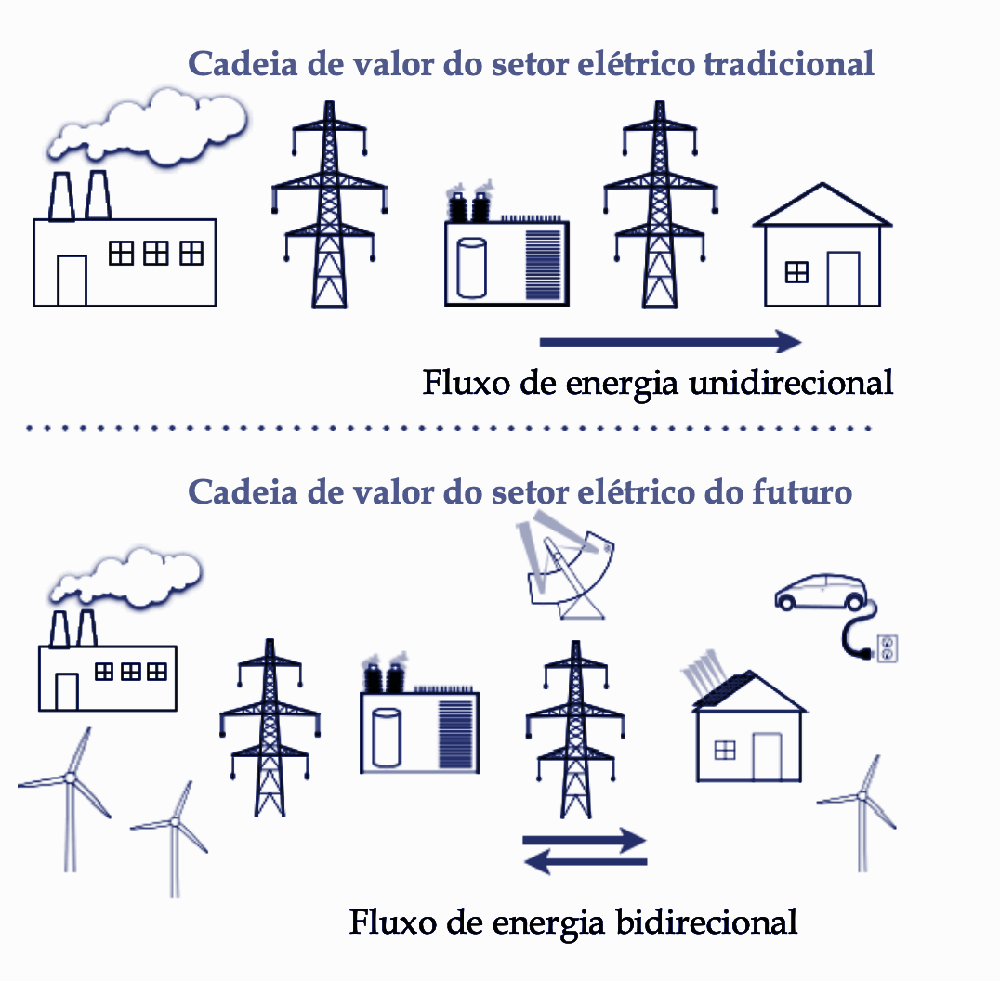 Cadeia de valor do setor elétrico tradicional
Fluxo de energia unidirecional
Cadeia de valor do setor elétrico do futuro
Fluxo de energia bidirecional